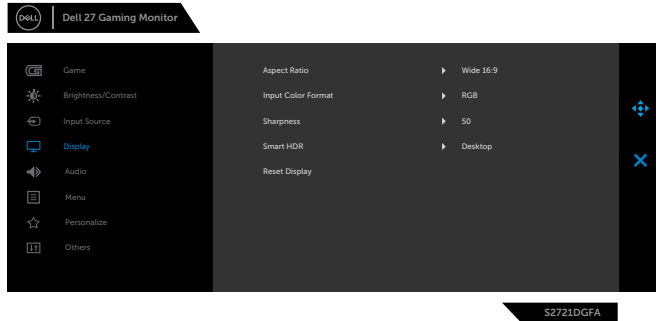 DELL
Dell 27 Gaming Monitor
Game
Aspect Ratio Wide 16:9
Brightness/Contrast Input Color Format RGB
Input Source Sharpness 50
Display Smart HDR Desktop
Audio Reset Display
Menu
Personalize
Others
S2721DGFA